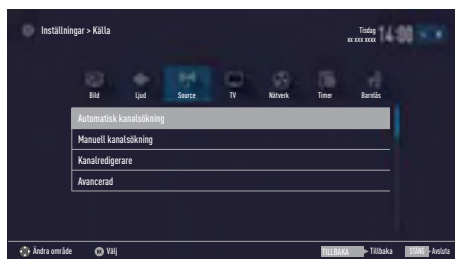 Inställningar > Källa
Tisdag
xx xxx xxxx
14:00
Bild Ljud Source TV Nätverk Timer Barnlås
Automatisk kanalsökning
Manuell kanalsökning
Kanalredigerare
Avancerad
Ändra område OK Välj TILLBAKA Tillbaka STÄNG Avsluta